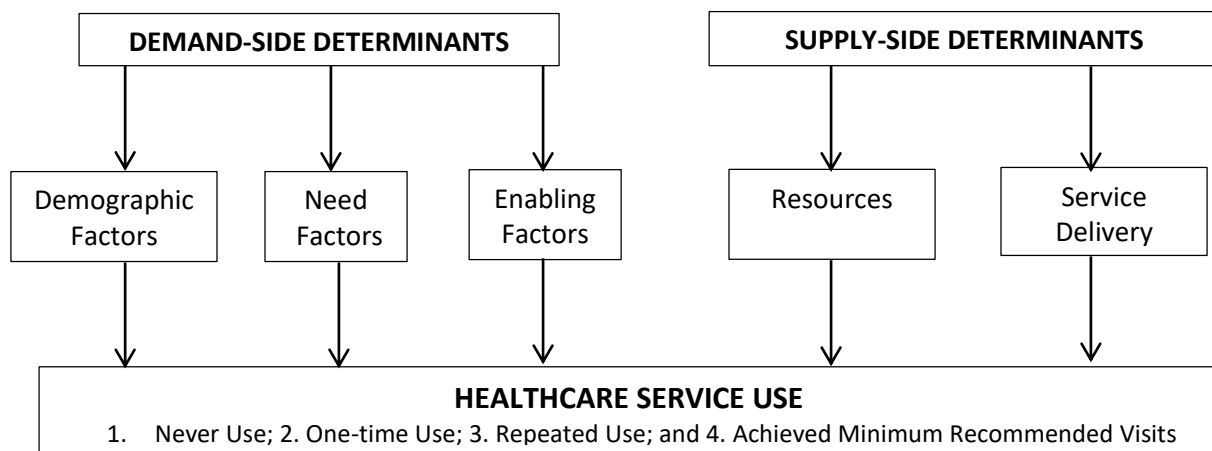 DEMAND-SIDE DETERMINANTS
SUPPLY-SIDE DETERMINANTS
Demographic
Factors
Need
Factors
Enabling
Factors
Resources
Service
Delivery
HEALTHCARE SERVICE USE
1. Never Use; 2. One-time Use; 3. Repeated Use; and 4. Achieved Minimum Recommended Visits